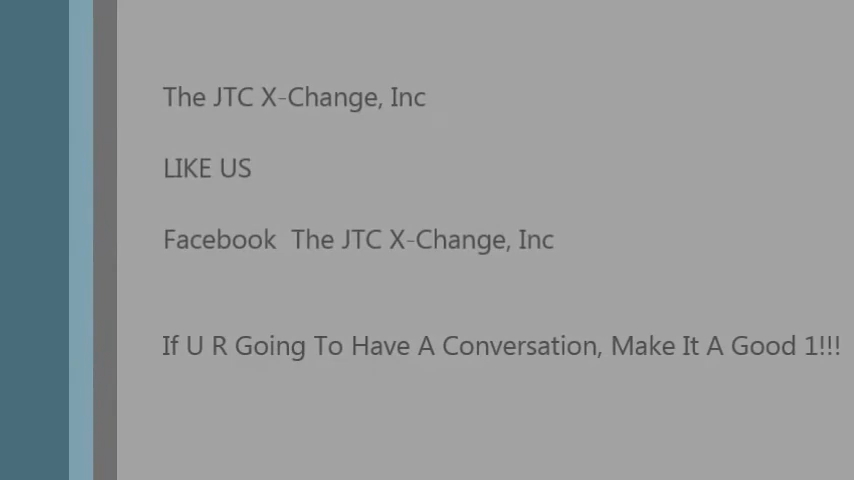 The JTC X-Change, Inc
LIKE US
Facebook  The JTC X-Change, Inc
If U R Going To Have A Conversation, Make It A Good 1!!!